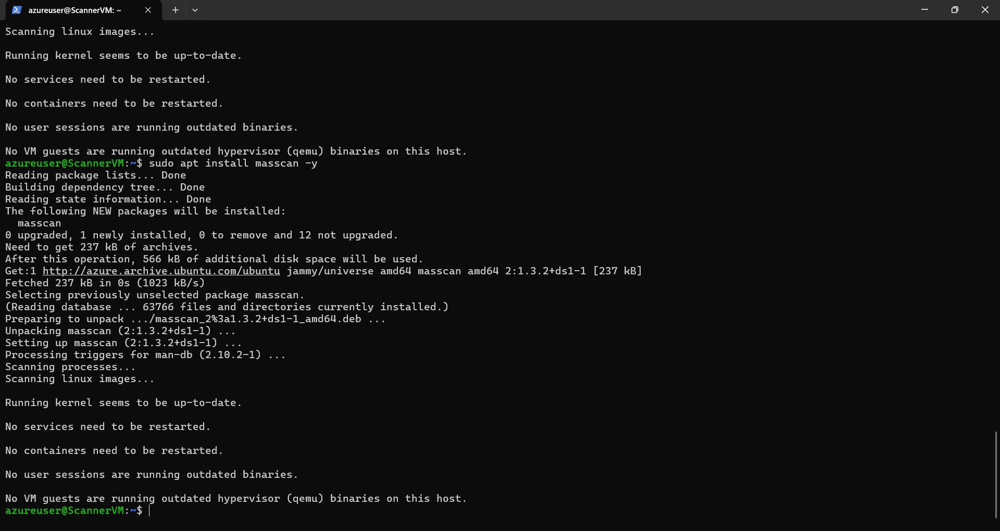 azureuser@ScannerVM: ~
Scanning linux images...
Running kernel seems to be up-to-date.
No services need to be restarted.
No containers need to be restarted.
No user sessions are running outdated binaries.
No VM guests are running outdated hypervisor (qemu) binaries on this host.
azureuser@ScannerVM:~$ sudo apt install masscan -y
Reading package lists... Done
Building dependency tree... Done
Reading state information... Done
The following NEW packages will be installed:
  masscan
0 upgraded, 1 newly installed, 0 to remove and 12 not upgraded.
Need to get 237 kB of archives.
After this operation, 566 kB of additional disk space will be used.
Get:1 http://azure.archive.ubuntu.com/ubuntu jammy/universe amd64 masscan amd64 2:1.3.2+ds1-1 [237 kB]
Fetched 237 kB in 0s (1023 kB/s)
Selecting previously unselected package masscan.
(Reading database ... 63766 files and directories currently installed.)
Preparing to unpack .../masscan_2%3a1.3.2+ds1-1_amd64.deb ...
Unpacking masscan (2:1.3.2+ds1-1) ...
Setting up masscan (2:1.3.2+ds1-1) ...
Processing triggers for man-db (2.10.2-1) ...
Scanning processes...
Scanning linux images...
Running kernel seems to be up-to-date.
No services need to be restarted.
No containers need to be restarted.
No user sessions are running outdated binaries.
No VM guests are running outdated hypervisor (qemu) binaries on this host.
azureuser@ScannerVM:~$